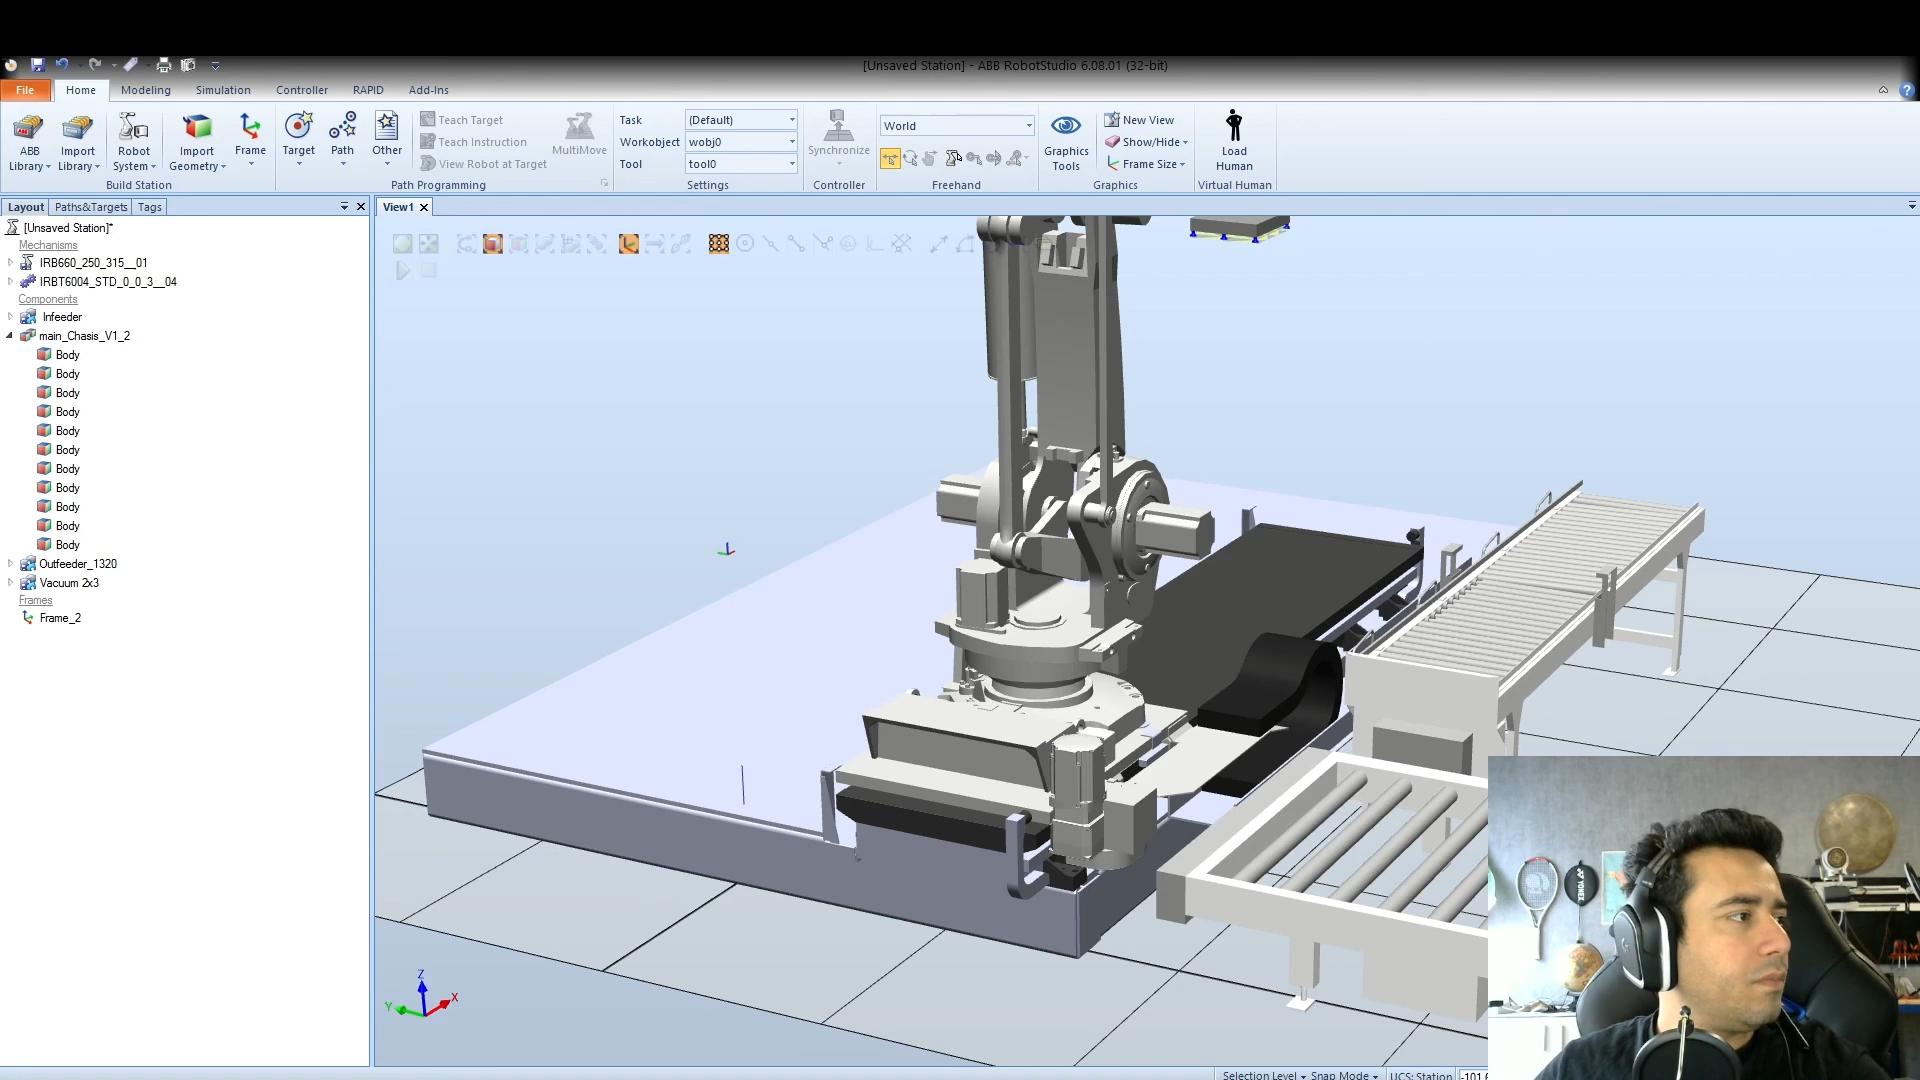 [Unsaved Station] - ABB RobotStudio 6.08.01 (32-bit)
File Home Modeling Simulation Controller RAPID Add-Ins
ABB Library
Import Library
Robot System
Import Geometry
Frame
Build Station
Target
Path
Other
Teach Target
Teach Instruction
View Robot at Target
MultiMove
Path Programming
Task (Default)
Workobject wobj0
Tool tool0
Settings
Synchronize
Controller
World
Freehand
Graphics Tools
New View
Show/Hide
Frame Size
Graphics
Load Human
Virtual Human
Layout Paths&Targets Tags
View1
[Unsaved Station]*
Mechanisms
IRB660_250_315__01
IRBT6004_STD_0_0_3__04
Components
Infeeder
main_Chasis_V1_2
Body
Body
Body
Body
Body
Body
Body
Body
Body
Body
Body
Outfeeder_1320
Vacuum 2x3
Frames
Frame_2
Z
X
Y
YONEX
Selection Level Snap Mode UCS: Station